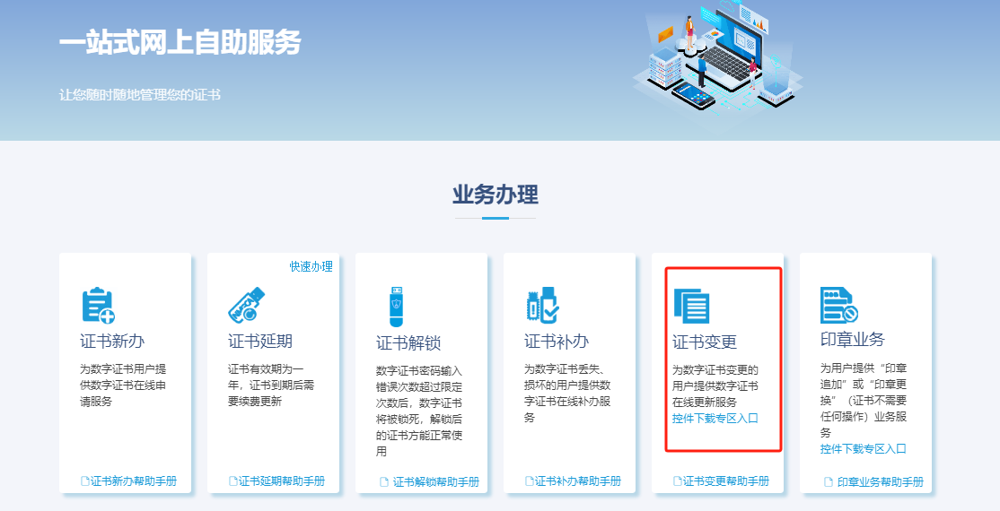 一站式网上自助服务
让您随时随地管理您的证书
业务办理
证书新办
为数字证书用户提
供数字证书在线申
请服务
证书新办帮助手册
快速办理
证书延期
证书有效期为一
年，证书到期后需
要续费更新
证书延期帮助手册
证书解锁
数字证书密码输入
错误次数超过限定
次数后，数字证书
将被锁死，解锁后
的证书方能正常使
用
证书解锁帮助手册
证书补办
为数字证书丢失、
损坏的用户提供数
字证书在线补办服
务
证书补办帮助手册
证书变更
为数字证书变更的
用户提供数字证书
在线更新服务
控件下载专区入口
证书变更帮助手册
印章业务
为用户提供“印章
追加”或“印章更
换”（证书不需要
任何操作）业务服
务
控件下载专区入口
印章业务帮助手册